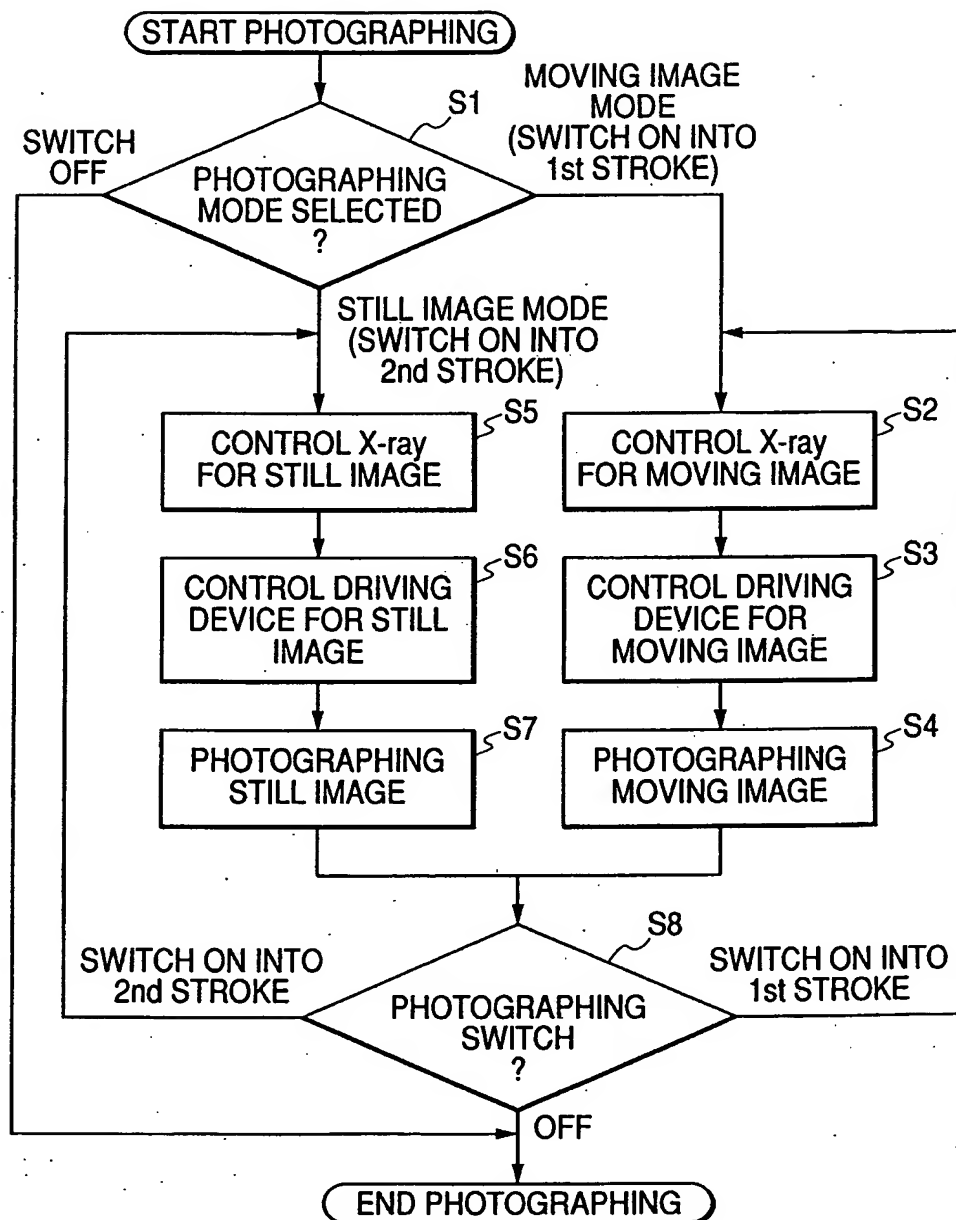 START PHOTOGRAPHING
S1
SWITCH
OFF
PHOTOGRAPHING
MODE SELECTED
?
MOVING IMAGE
MODE
(SWITCH ON INTO
1st STROKE)
STILL IMAGE MODE
(SWITCH ON INTO
2nd STROKE)
S5
CONTROL X-ray
FOR STILL IMAGE
S2
CONTROL X-ray
FOR MOVING IMAGE
S6
CONTROL DRIVING
DEVICE FOR STILL
IMAGE
S3
CONTROL DRIVING
DEVICE FOR
MOVING IMAGE
S7
PHOTOGRAPHING
STILL IMAGE
S4
PHOTOGRAPHING
MOVING IMAGE
S8
SWITCH ON INTO
2nd STROKE
PHOTOGRAPHING
SWITCH
?
SWITCH ON INTO
1st STROKE
OFF
END PHOTOGRAPHING